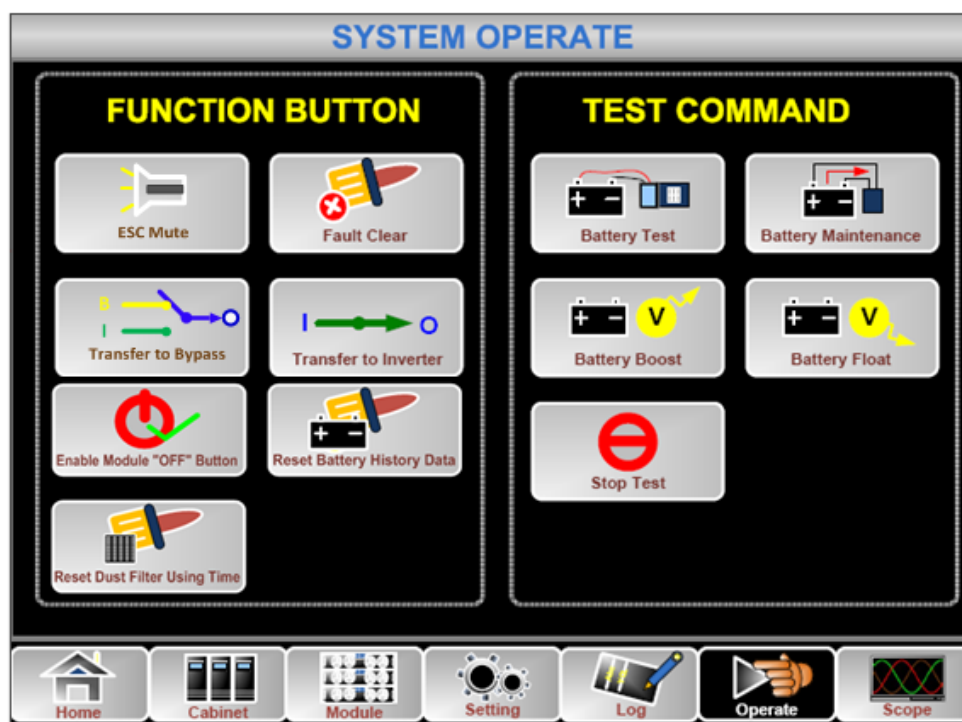 SYSTEM OPERATE
FUNCTION BUTTON
ESC Mute
Fault Clear
B
I
Transfer to Bypass
I O
Transfer to Inverter
Enable Module "OFF" Button
Reset Battery History Data
Reset Dust Filter Using Time
TEST COMMAND
Battery Test
Battery Maintenance
V
Battery Boost
V
Battery Float
Stop Test
Home
Cabinet
Module
Setting
Log
Operate
Scope